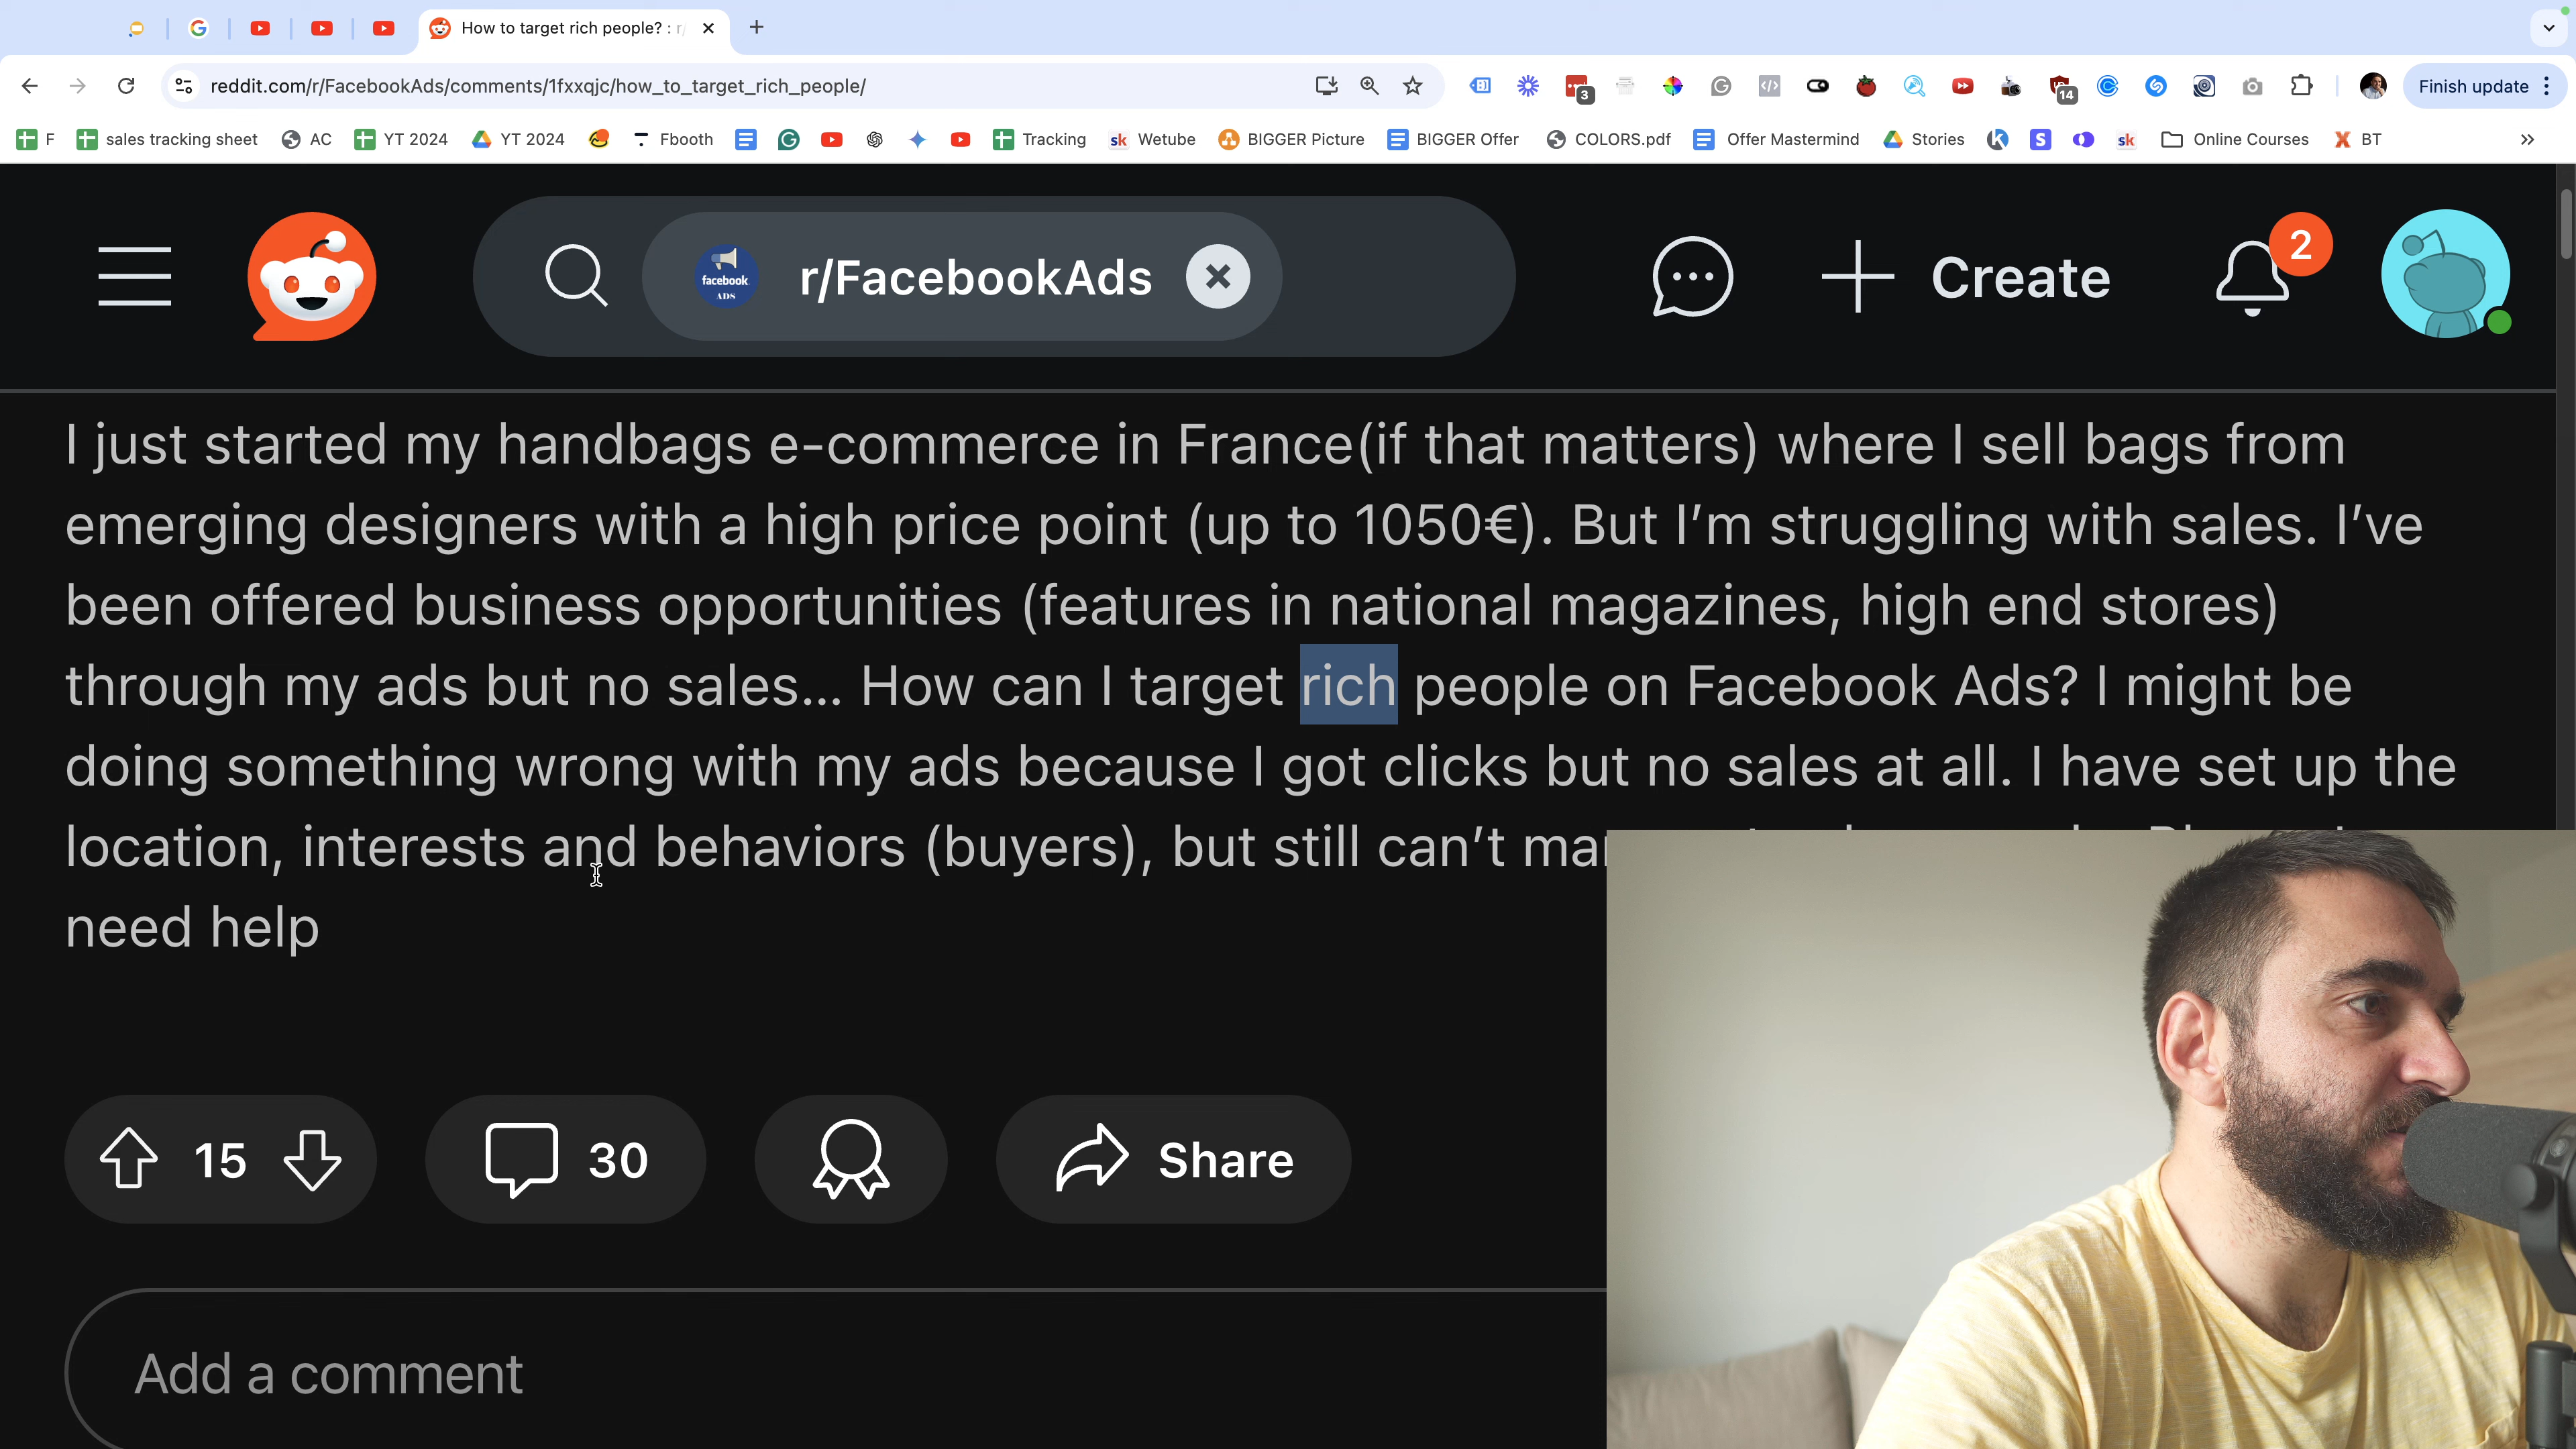 How to target rich people? : r/
reddit.com/r/FacebookAds/comments/1fxxqjc/how_to_target_rich_people/
3
14
Finish update
F
sales tracking sheet
AC
YT 2024
YT 2024
Fbooth
Tracking
sk Wetube
BIGGER Picture
BIGGER Offer
COLORS.pdf
Offer Mastermind
Stories
S
sk
Online Courses
BT
facebook
ADS
r/FacebookAds
Create
2
I just started my handbags e-commerce in France(if that matters) where I sell bags from
emerging designers with a high price point (up to 1050€). But I’m struggling with sales. I’ve
been offered business opportunities (features in national magazines, high end stores)
through my ads but no sales... How can I target rich people on Facebook Ads? I might be
doing something wrong with my ads because I got clicks but no sales at all. I have set up the
location, interests and behaviors (buyers), but still can’t
need help
15
30
Share
Add a comment